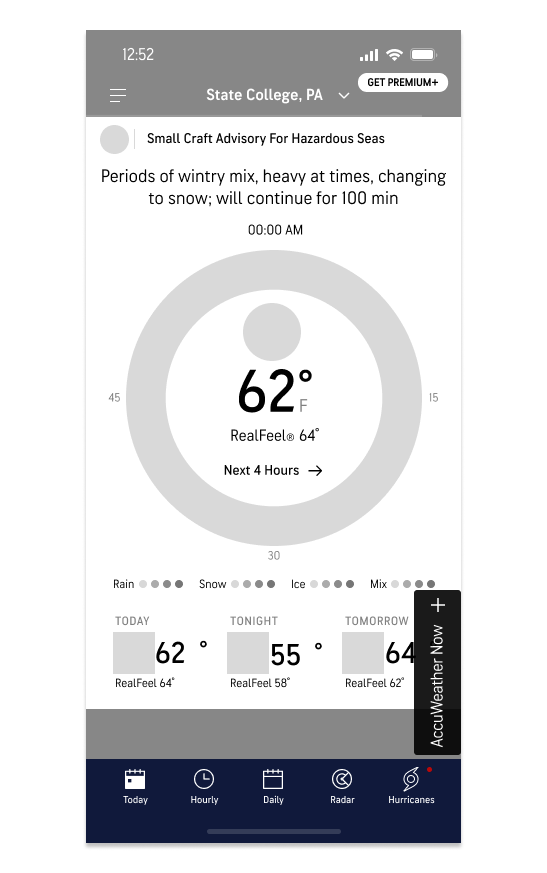 12:52
GET PREMIUM+
State College, PA
Small Craft Advisory For Hazardous Seas
Periods of wintry mix, heavy at times, changing
to snow; will continue for 100 min
00:00 AM
62°
F
45
15
RealFeel® 64°
Next 4 Hours →
30
Rain Snow Ice Mix
TODAY TONIGHT TOMORROW
62 ° 55 ° 64
RealFeel 64° RealFeel 58° RealFeel 62°
AccuWeather Now +
Today Hourly Daily Radar Hurricanes